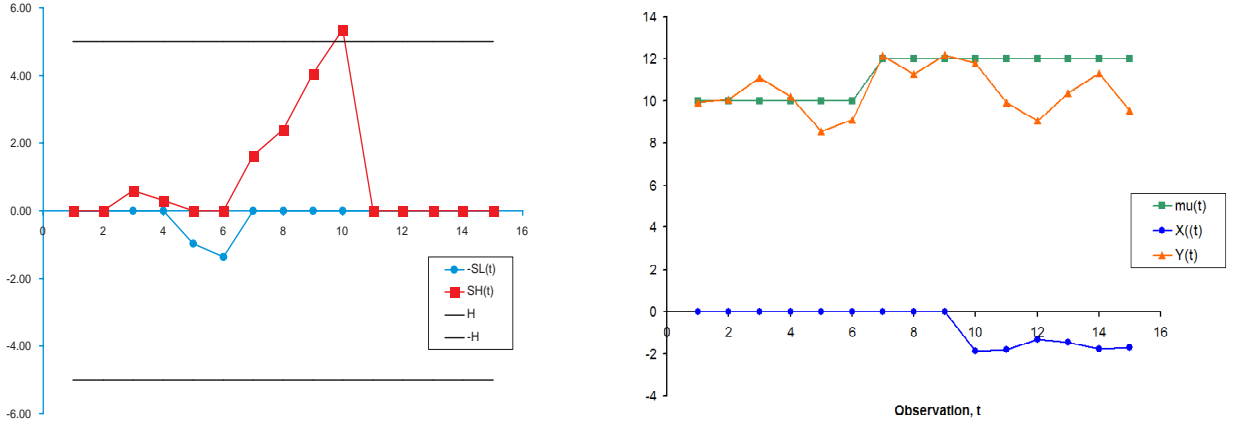 6.00
4.00
2.00
0.00
-2.00
-4.00
-6.00
0 2 4 6 8 10 12 14 16
-SL(t)
SH(t)
H
-H
14
12
10
8
6
4
2
0
-2
-4
0 2 4 6 8 10 12 14 16
mu(t)
X((t)
Y(t)
Observation, t